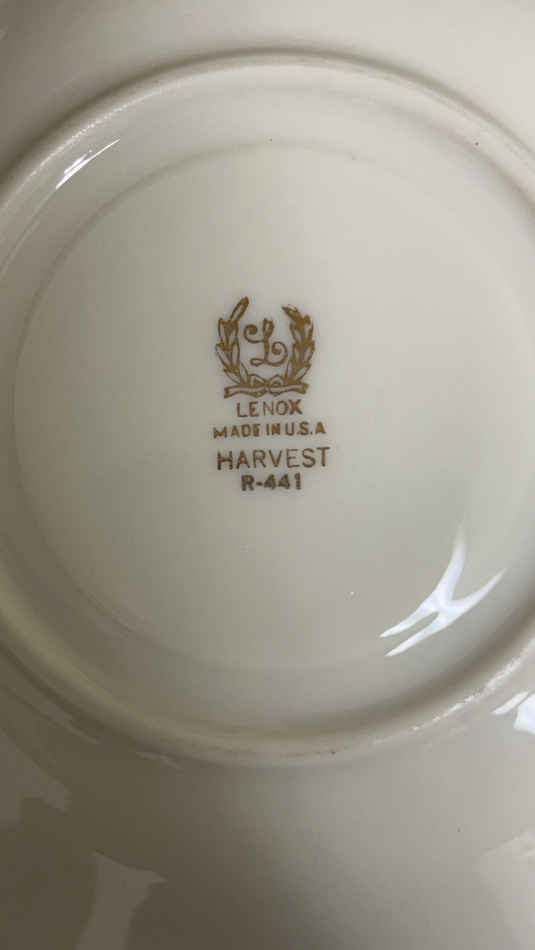 L
LENOX
MADE IN U.S.A
HARVEST
R-441